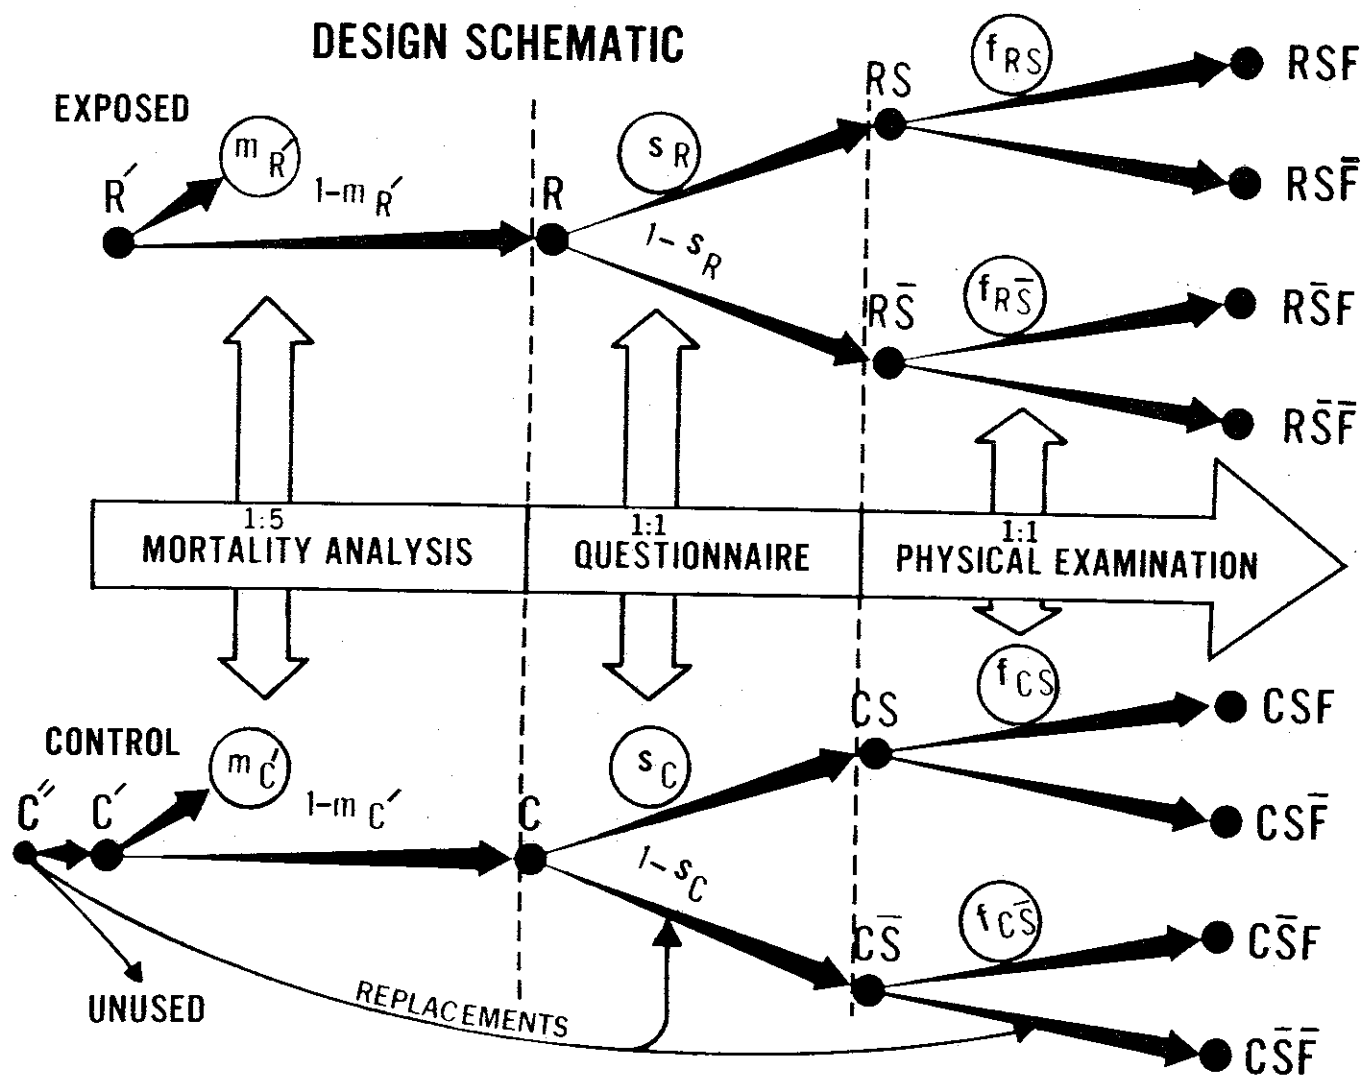 DESIGN SCHEMATIC
EXPOSED
R′
m R′
1-m R′
R
s R
1-s R
RS
f RS
RSF
RSF̄
RS̄
f RS̄
RS̄F
RS̄F̄
1:5
MORTALITY ANALYSIS
1:1
QUESTIONNAIRE
1:1
PHYSICAL EXAMINATION
CONTROL
C″
C′
m C′
1-m C′
C
s C
1-s C
CS
f CS
CSF
CSF̄
CS̄
f CS̄
CS̄F
CS̄F̄
UNUSED
REPLACEMENTS